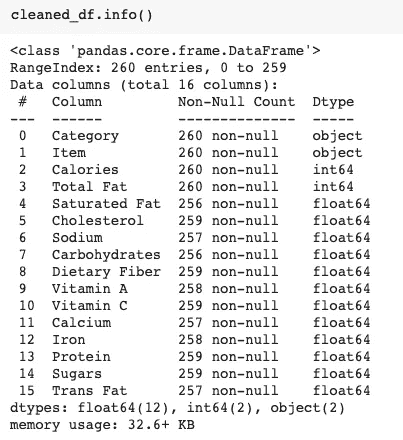 cleaned_df.info()
<class 'pandas.core.frame.DataFrame'>
RangeIndex: 260 entries, 0 to 259
Data columns (total 16 columns):
 #   Column         Non-Null Count  Dtype
---  ------         --------------  -----
 0   Category       260 non-null    object
 1   Item           260 non-null    object
 2   Calories       260 non-null    int64
 3   Total Fat      260 non-null    int64
 4   Saturated Fat  256 non-null    float64
 5   Cholesterol    259 non-null    float64
 6   Sodium         257 non-null    float64
 7   Carbohydrates  256 non-null    float64
 8   Dietary Fiber  259 non-null    float64
 9   Vitamin A      258 non-null    float64
 10  Vitamin C      259 non-null    float64
 11  Calcium        257 non-null    float64
 12  Iron           258 non-null    float64
 13  Protein        259 non-null    float64
 14  Sugars         259 non-null    float64
 15  Trans Fat      257 non-null    float64
dtypes: float64(12), int64(2), object(2)
memory usage: 32.6+ KB